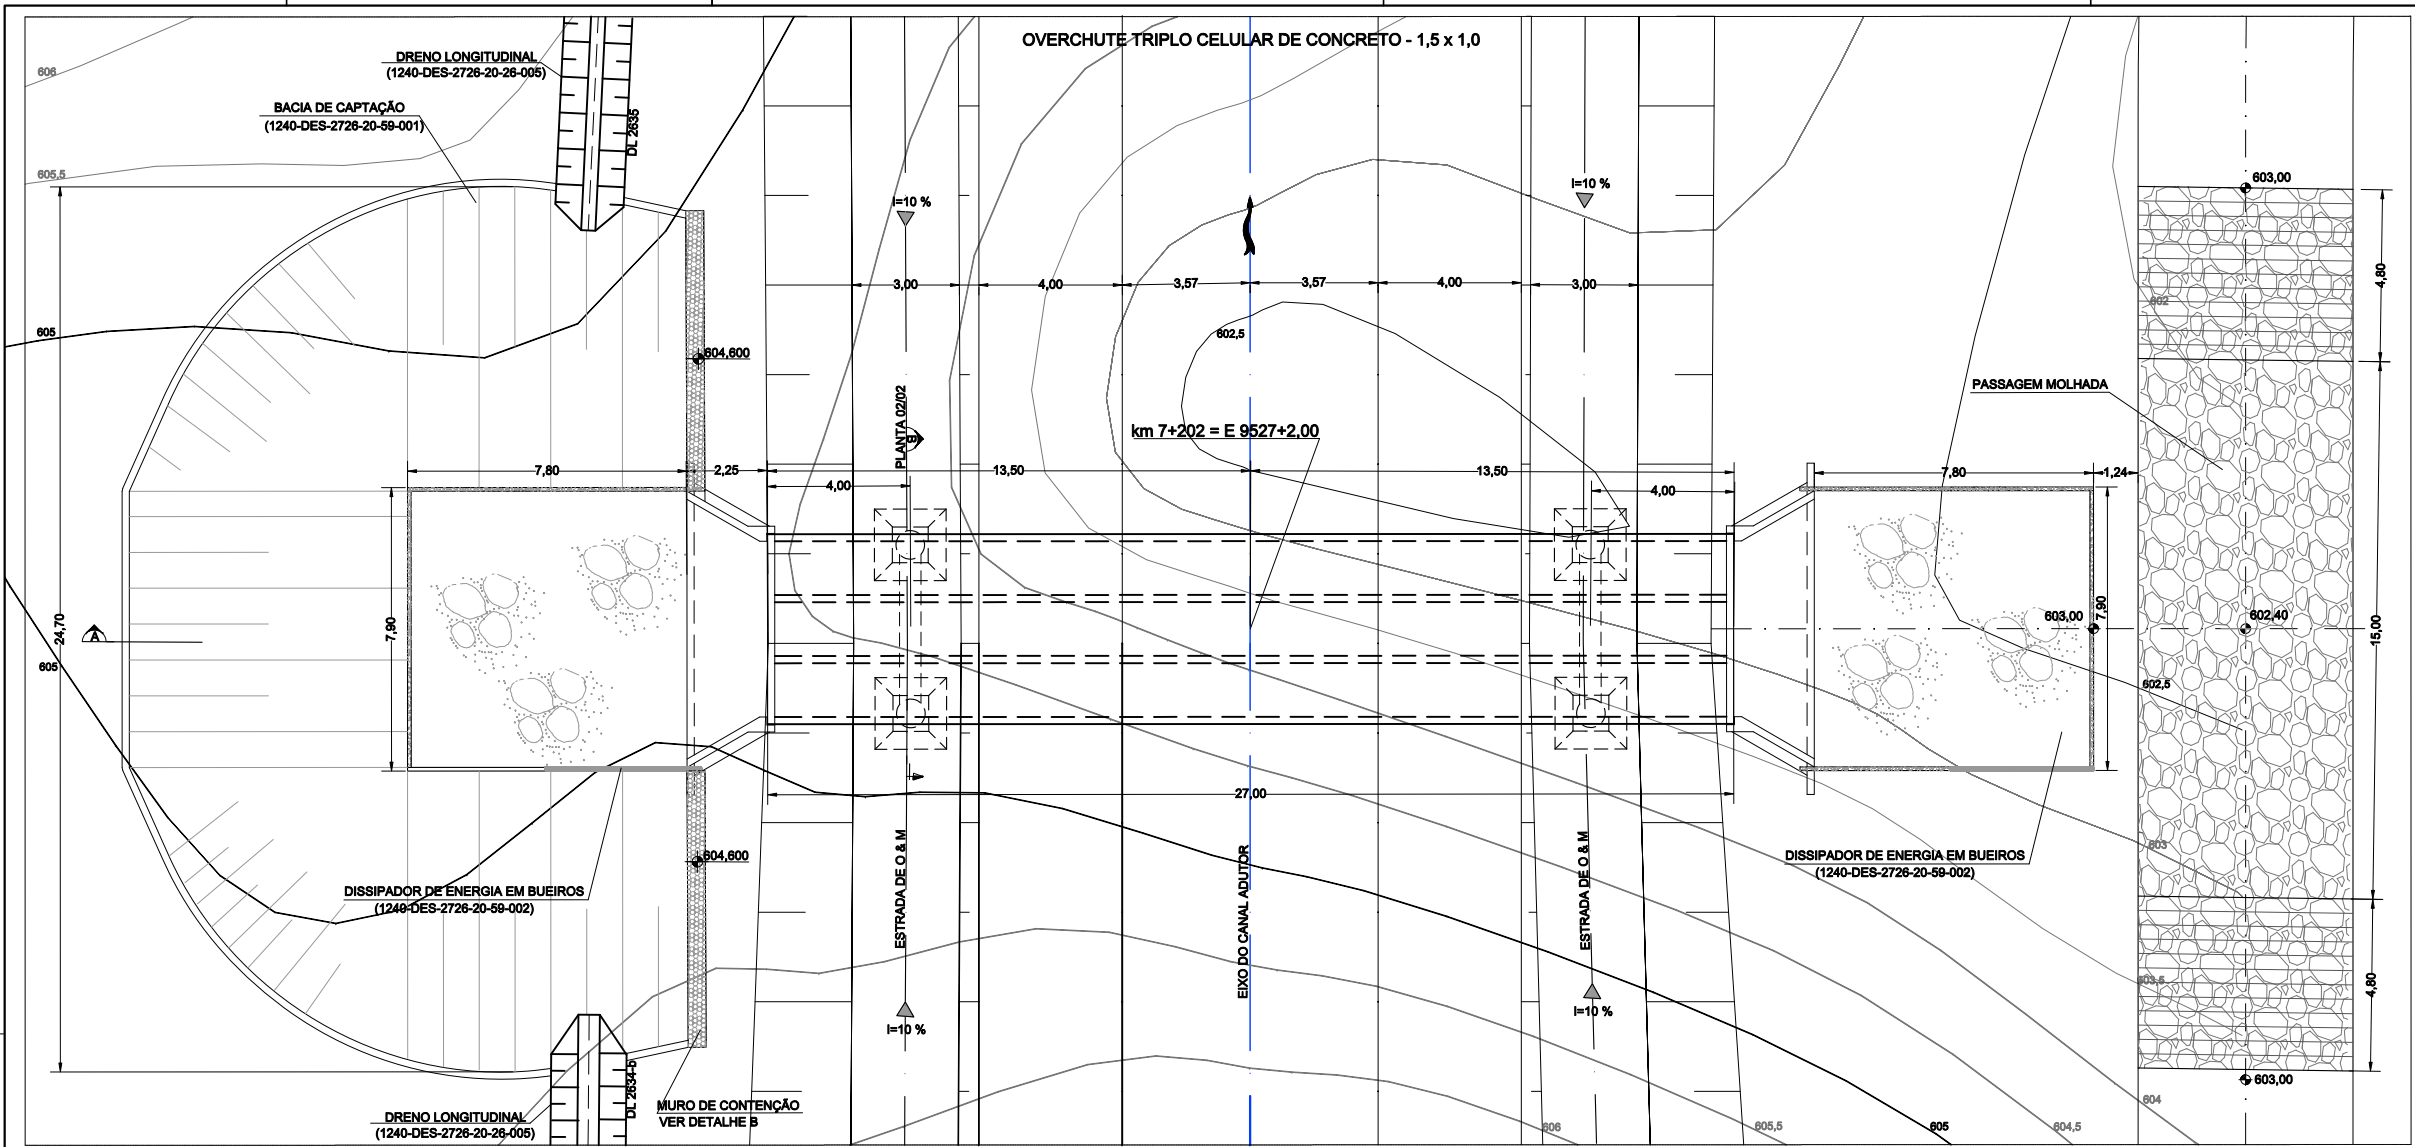 OVERCHUTE TRIPLO CELULAR DE CONCRETO - 1,5 x 1,0
DRENO LONGITUDINAL
(1240-DES-2726-20-26-005)
606
BACIA DE CAPTAÇÃO
(1240-DES-2726-20-59-001)
DL 2635
605,5
603,00
I=10 %
I=10 %
3,00
4,00
3,57
3,57
4,00
3,00
4,80
602
605
602,5
604,600
PASSAGEM MOLHADA
PLANTA 02/02
B
km 7+202 = E 9527+2,00
7,80
2,25
13,50
13,50
7,80
1,24
4,00
4,00
24,70
A
7,90
603,00
7,90
602,40
15,00
605
602,5
27,00
604,600
603
DISSIPADOR DE ENERGIA EM BUEIROS
(1240-DES-2726-20-59-002)
DISSIPADOR DE ENERGIA EM BUEIROS
(1240-DES-2726-20-59-002)
ESTRADA DE O & M
EIXO DO CANAL ADUTOR
ESTRADA DE O & M
603,5
4,80
I=10 %
I=10 %
603,00
DL 2634-b
604
MURO DE CONTENÇÃO
VER DETALHE B
DRENO LONGITUDINAL
(1240-DES-2726-20-26-005)
606
605,5
605
604,5